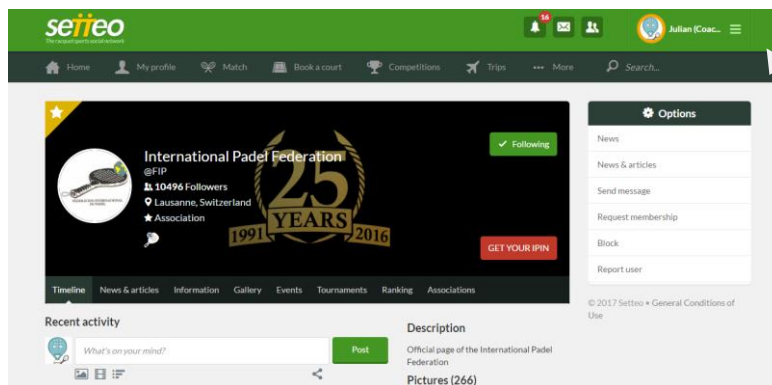 setteo
The racquet sports social network
16
Julian (Coac...
Home
My profile
Match
Book a court
Competitions
Trips
More
Search...
International Padel Federation
@FIP
10496 Followers
Lausanne, Switzerland
Association
25
YEARS
1991
2016
Following
GET YOUR IPIN
Timeline
News & articles
Information
Gallery
Events
Tournaments
Ranking
Associations
Recent activity
What's on your mind?
Post
Description
Official page of the International Padel
Federation
Pictures (266)
Options
News
News & articles
Send message
Request membership
Block
Report user
© 2017 Setteo • General Conditions of
Use